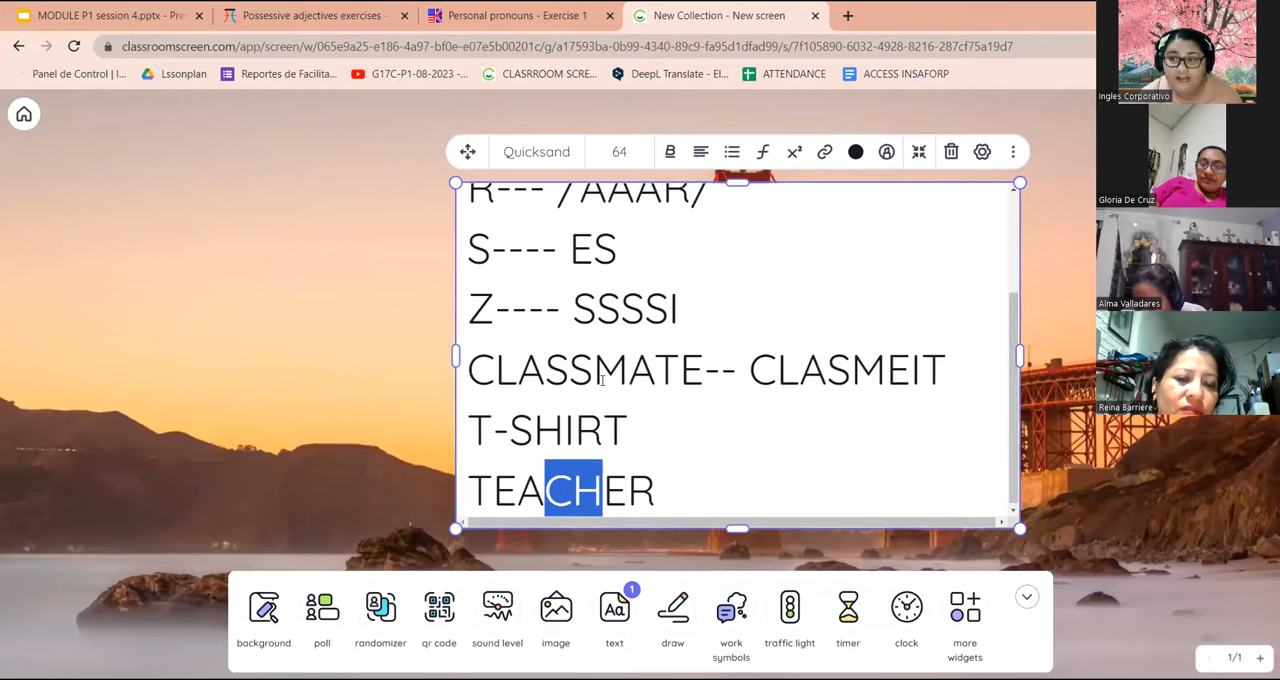 MODULE P1 session 4.pptx - Pre
Possessive adjectives exercises -
Personal pronouns - Exercise 1
New Collection - New screen
classroomscreen.com/app/screen/w/065e9a25-e186-4a97-bf0e-e07e5b00201c/g/a17593ba-0b99-4340-89c9-fa95d1dfad99/s/7f105890-6032-4928-8216-287cf75a19d7
Panel de Control | I...
Lssonplan
Reportes de Facilita...
G17C-P1-08-2023 -...
CLASRROOM SCRE...
DeepL Translate - El...
ATTENDANCE
ACCESS INSAFORP
Quicksand
64
R--- /AAAR/
S---- ES
Z---- SSSSI
CLASSMATE-- CLASMEIT
T-SHIRT
TEACHER
background
poll
randomizer
qr code
sound level
image
1
text
draw
work
symbols
traffic light
timer
clock
more
widgets
1/1
Ingles Corporativo
Gloria De Cruz
Alma Valladares
Reina Barriere